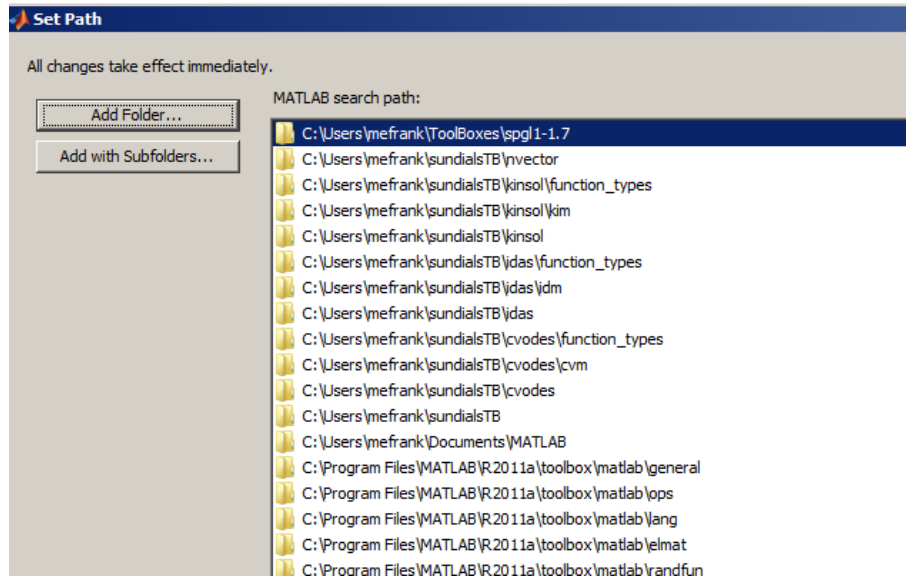 Set Path
All changes take effect immediately.
Add Folder...
Add with Subfolders...
MATLAB search path:
C:\Users\mefrank\ToolBoxes\spgl1-1.7
C:\Users\mefrank\sundialsTB\nvector
C:\Users\mefrank\sundialsTB\kinsol\function_types
C:\Users\mefrank\sundialsTB\kinsol\kim
C:\Users\mefrank\sundialsTB\kinsol
C:\Users\mefrank\sundialsTB\idas\function_types
C:\Users\mefrank\sundialsTB\idas\idm
C:\Users\mefrank\sundialsTB\idas
C:\Users\mefrank\sundialsTB\cvodes\function_types
C:\Users\mefrank\sundialsTB\cvodes\cvm
C:\Users\mefrank\sundialsTB\cvodes
C:\Users\mefrank\sundialsTB
C:\Users\mefrank\Documents\MATLAB
C:\Program Files\MATLAB\R2011a\toolbox\matlab\general
C:\Program Files\MATLAB\R2011a\toolbox\matlab\ops
C:\Program Files\MATLAB\R2011a\toolbox\matlab\lang
C:\Program Files\MATLAB\R2011a\toolbox\matlab\elmat
C:\Program Files\MATLAB\R2011a\toolbox\matlab\randfun